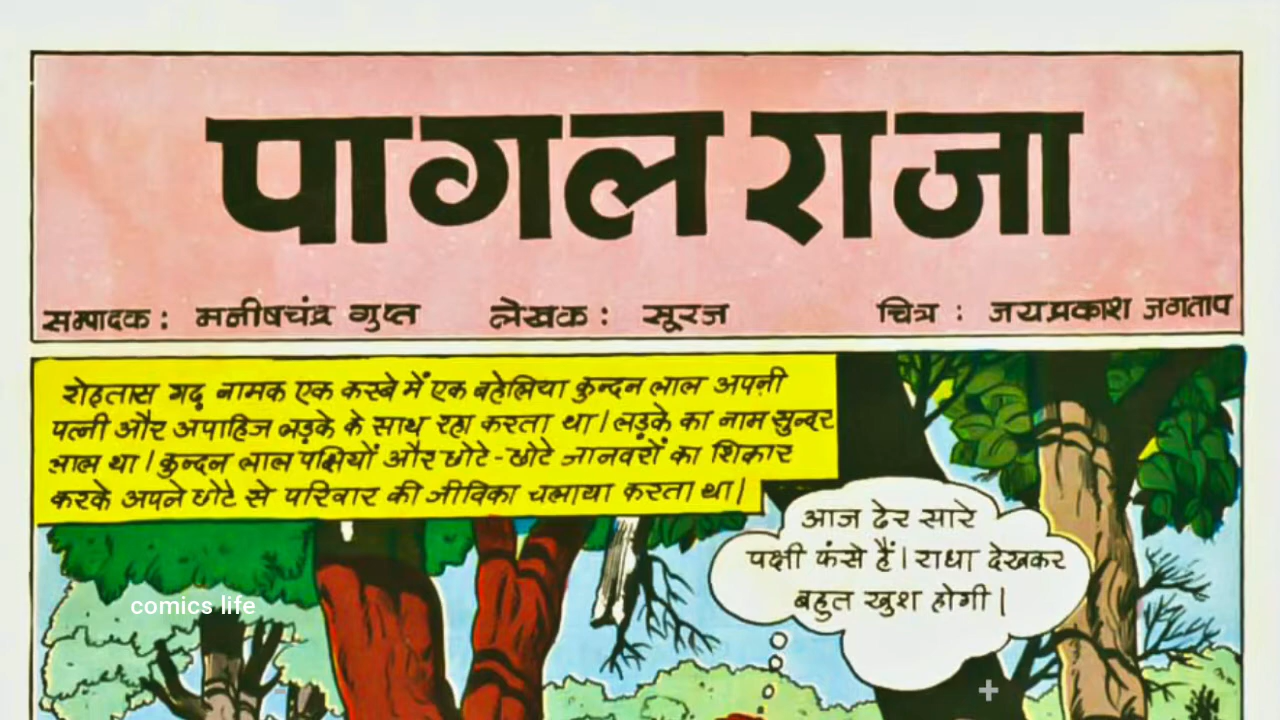 पागल राजा
सम्पादक : मनीषचंद्र गुप्त लेखक : सूरज चित्र : जयप्रकाश जगताप
रोहतास गढ़ नामक एक कस्बे में एक बहेलिया कुन्दन लाल अपनी
पत्नी और अपाहिज लड़के के साथ रहा करता था। लड़के का नाम सुन्दर
लाल था। कुन्दन लाल पक्षियों और छोटे-छोटे जानवरों का शिकार
करके अपने छोटे से परिवार की जीविका चलाया करता था।
आज ढेर सारे
पक्षी फंसे हैं। राधा देखकर
बहुत खुश होगी।
comics life